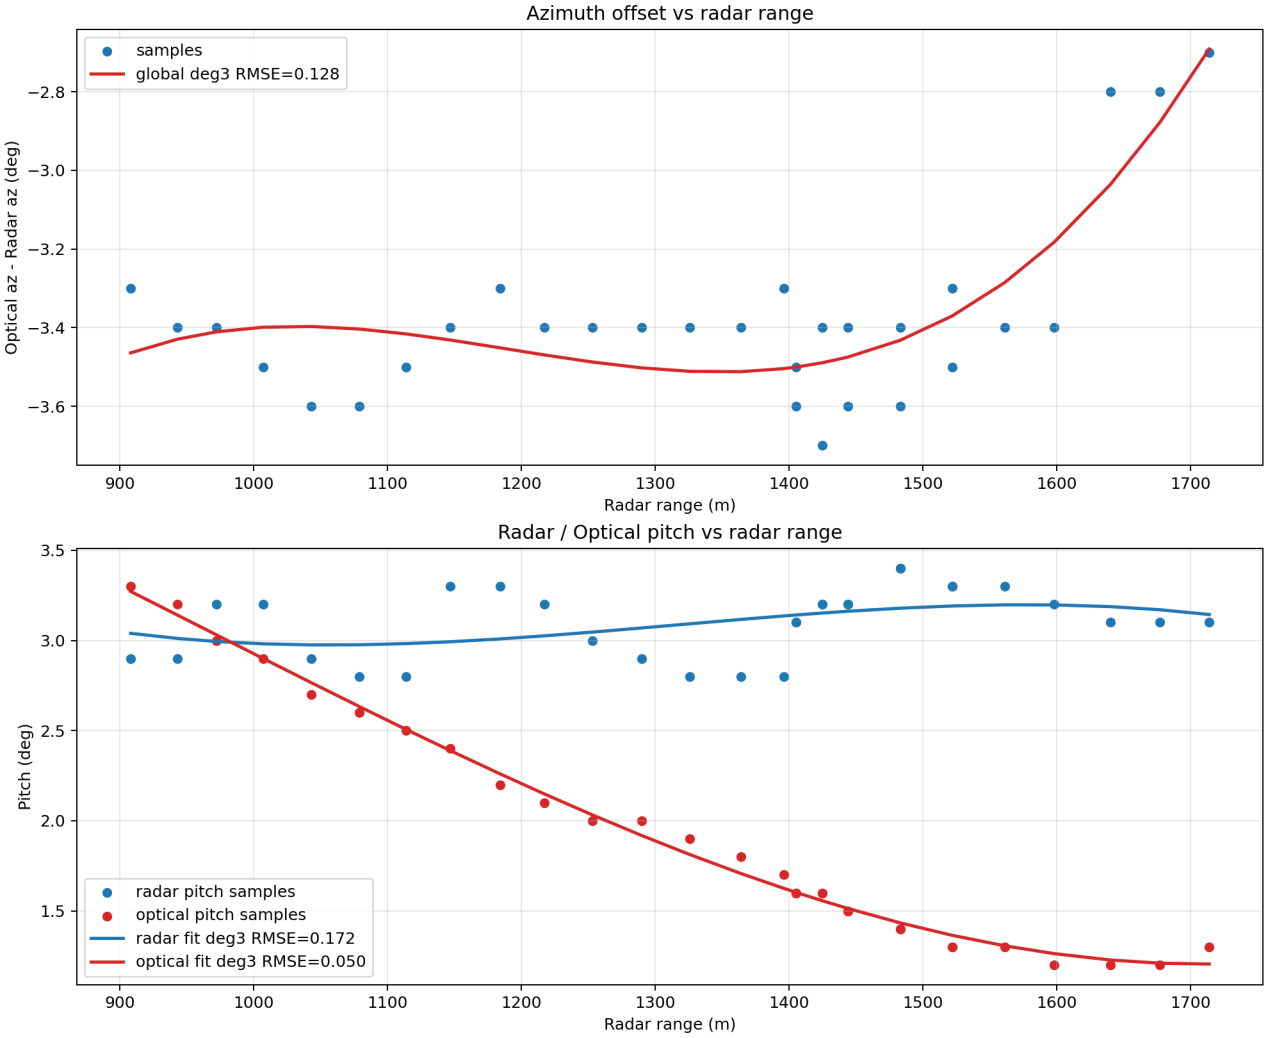 Azimuth offset vs radar range
samples
global deg3 RMSE=0.128
−2.8
−3.0
−3.2
−3.4
−3.6
Optical az - Radar az (deg)
900 1000 1100 1200 1300 1400 1500 1600 1700
Radar range (m)
Radar / Optical pitch vs radar range
3.5
3.0
2.5
2.0
1.5
Pitch (deg)
radar pitch samples
optical pitch samples
radar fit deg3 RMSE=0.172
optical fit deg3 RMSE=0.050
900 1000 1100 1200 1300 1400 1500 1600 1700
Radar range (m)